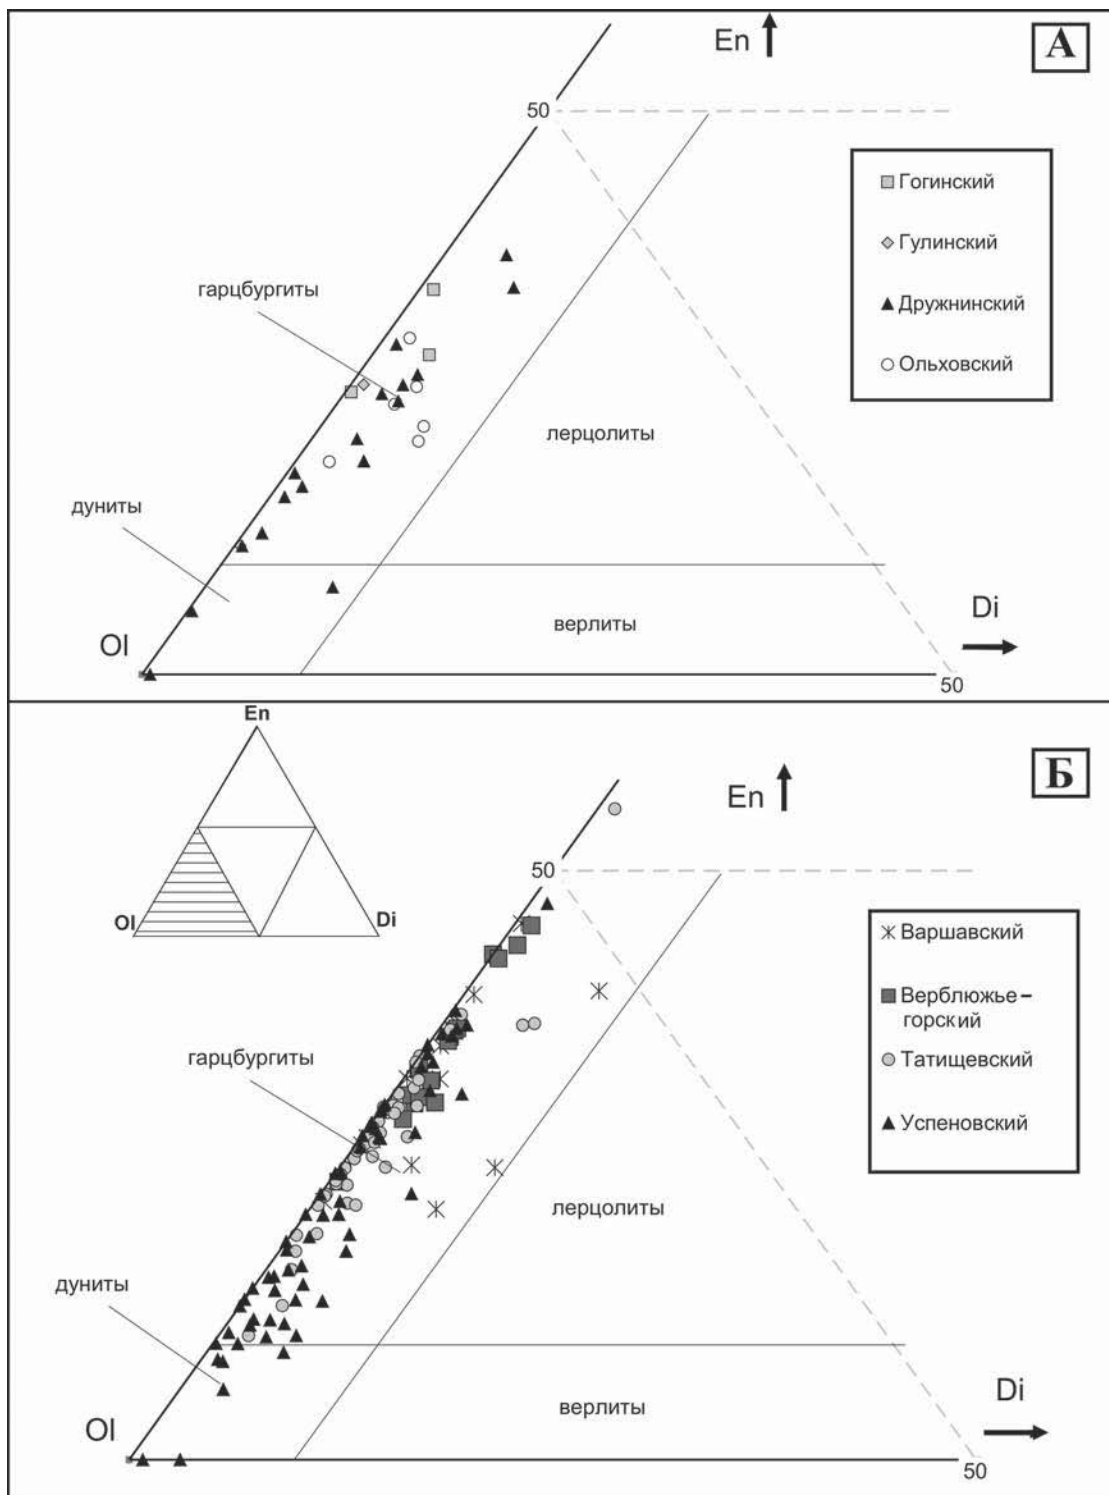 En
А
50
Гогинский
Гулинский
гарцбургиты
Дружнинский
Ольховский
лерцолиты
дуниты
Di
верлиты
Ol
50
En
Б
En
50
Ol
Di
Варшавский
Верблюжье-
горский
гарцбургиты
Татищевский
Успеновский
лерцолиты
дуниты
Di
верлиты
Ol
50